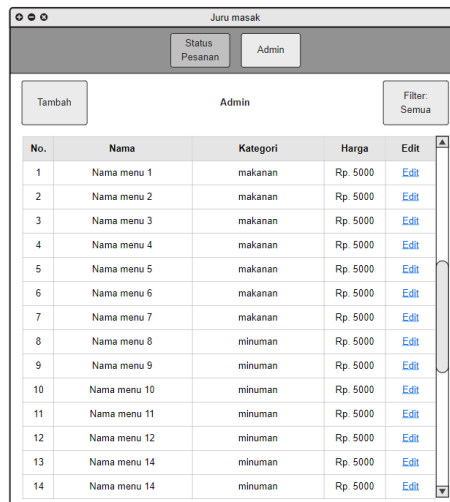 Juru masak
Status
Pesanan
Admin
Tambah
Admin
Filter:
Semua
No. Nama Kategori Harga Edit
1 Nama menu 1 makanan Rp. 5000 Edit
2 Nama menu 2 makanan Rp. 5000 Edit
3 Nama menu 3 makanan Rp. 5000 Edit
4 Nama menu 4 makanan Rp. 5000 Edit
5 Nama menu 5 makanan Rp. 5000 Edit
6 Nama menu 6 makanan Rp. 5000 Edit
7 Nama menu 7 makanan Rp. 5000 Edit
8 Nama menu 8 minuman Rp. 5000 Edit
9 Nama menu 9 minuman Rp. 5000 Edit
10 Nama menu 10 minuman Rp. 5000 Edit
11 Nama menu 11 minuman Rp. 5000 Edit
12 Nama menu 12 minuman Rp. 5000 Edit
13 Nama menu 14 minuman Rp. 5000 Edit
14 Nama menu 14 minuman Rp. 5000 Edit